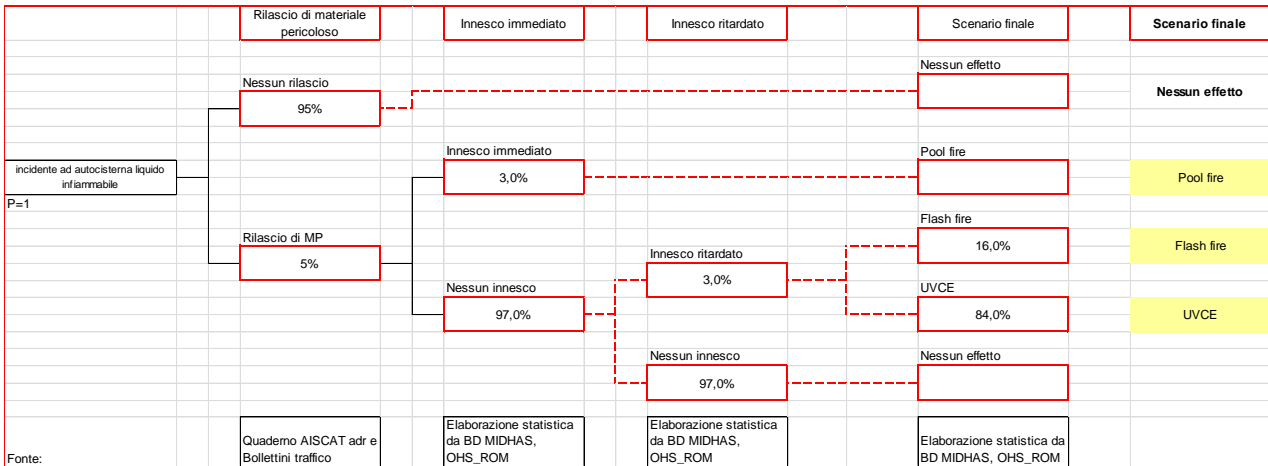 Rilascio di materiale
pericoloso
Innesco immediato
Innesco ritardato
Scenario finale
Scenario finale
Nessun rilascio
95%
Nessun effetto
Nessun effetto
incidente ad autocisterna liquido
infiammabile
P=1
Innesco immediato
3,0%
Pool fire
Pool fire
Rilascio di MP
5%
Nessun innesco
97,0%
Innesco ritardato
3,0%
Flash fire
16,0%
Flash fire
UVCE
84,0%
UVCE
Nessun innesco
97,0%
Nessun effetto
Fonte:
Quaderno AISCAT adr e
Bollettini traffico
Elaborazione statistica
da BD MIDHAS,
OHS_ROM
Elaborazione statistica
da BD MIDHAS,
OHS_ROM
Elaborazione statistica da
BD MIDHAS, OHS_ROM